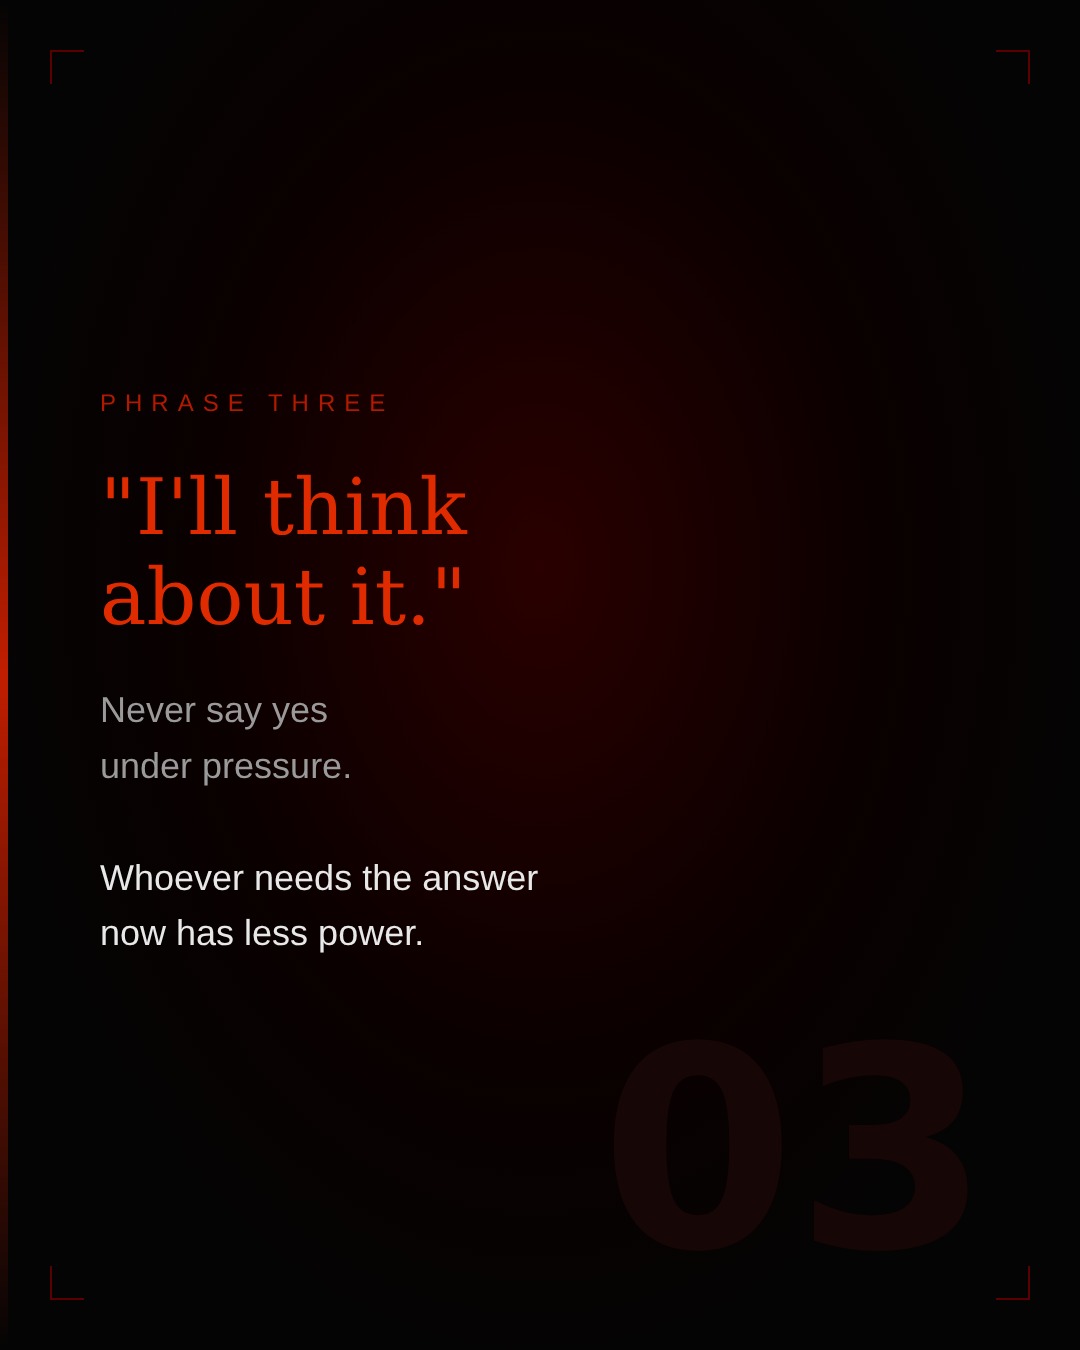 PHRASE THREE
"I'll think
about it."
Never say yes
under pressure.
Whoever needs the answer
now has less power.
03